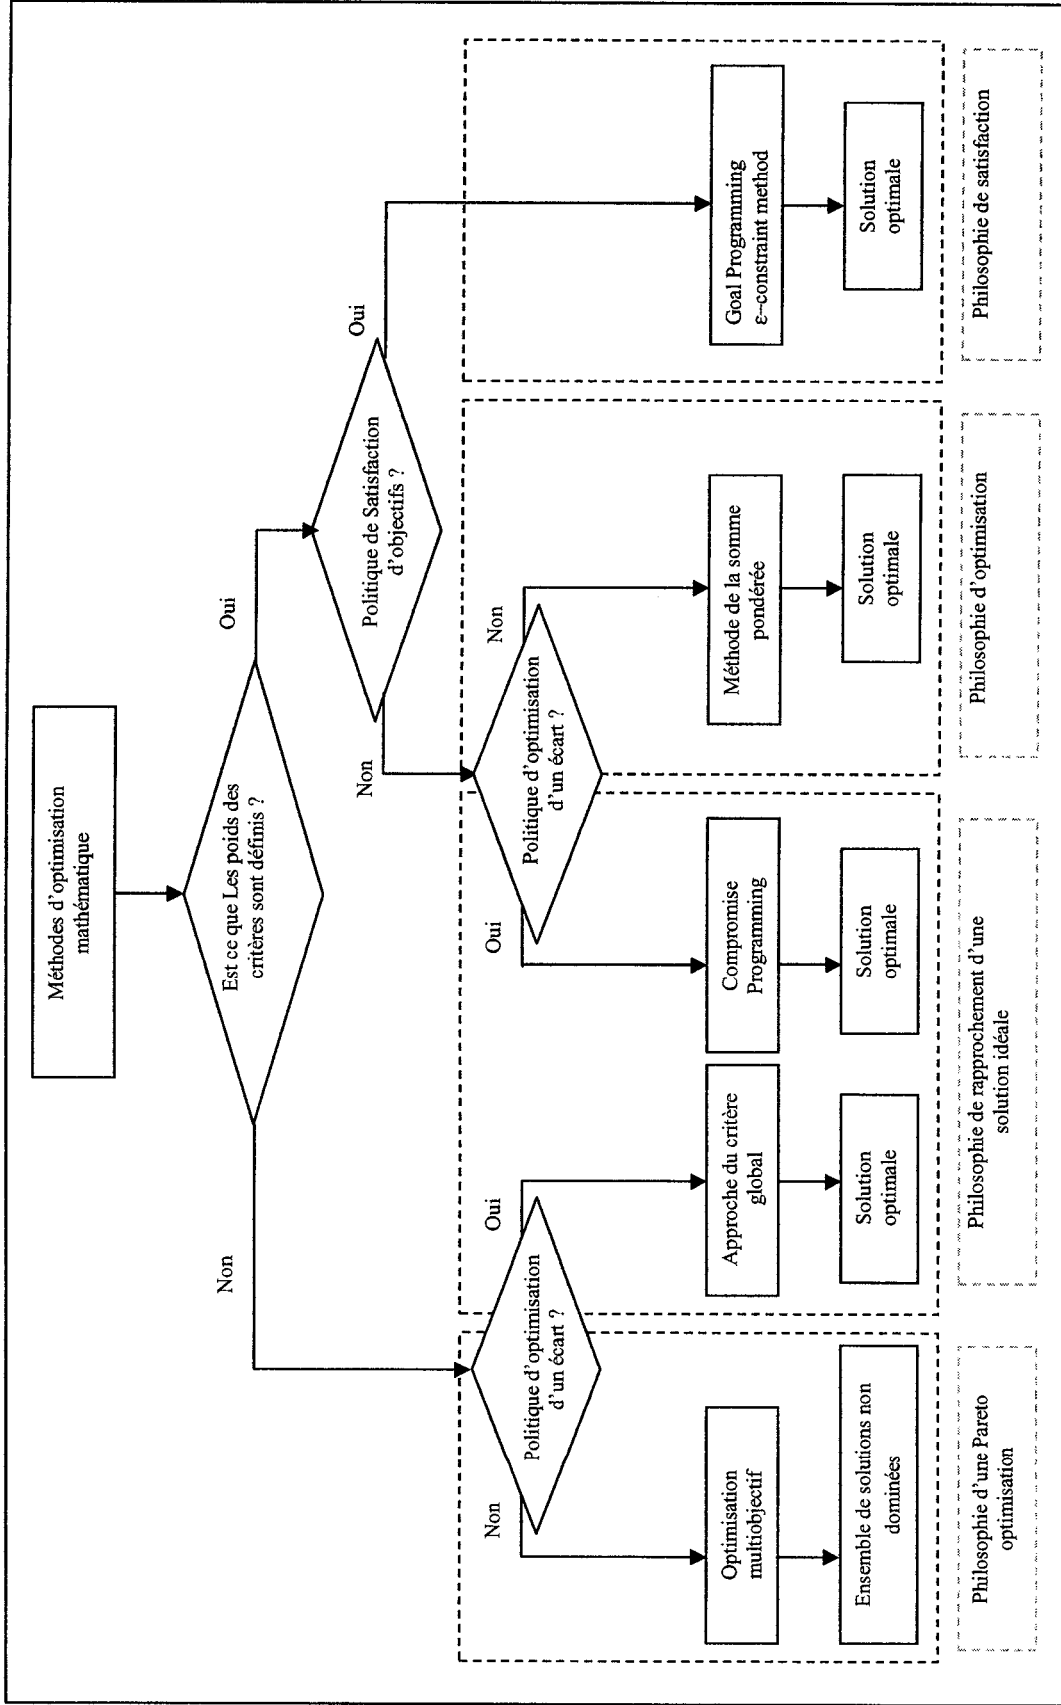 Méthodes d'optimisation
mathématique
Est ce que Les poids des
critères sont définis ?
Non
Oui
Politique de Satisfaction
d'objectifs ?
Non
Oui
Politique d'optimisation
d'un écart ?
Non
Oui
Politique d'optimisation
d'un écart ?
Oui
Non
Optimisation
multiobjectif
Approche du critère
global
Compromise
Programming
Méthode de la somme
pondérée
Goal Programming
ε–constraint method
Ensemble de solutions non
dominées
Solution
optimale
Solution
optimale
Solution
optimale
Solution
optimale
Philosophie d'une Pareto
optimisation
Philosophie de rapprochement d'une
solution idéale
Philosophie d'optimisation
Philosophie de satisfaction